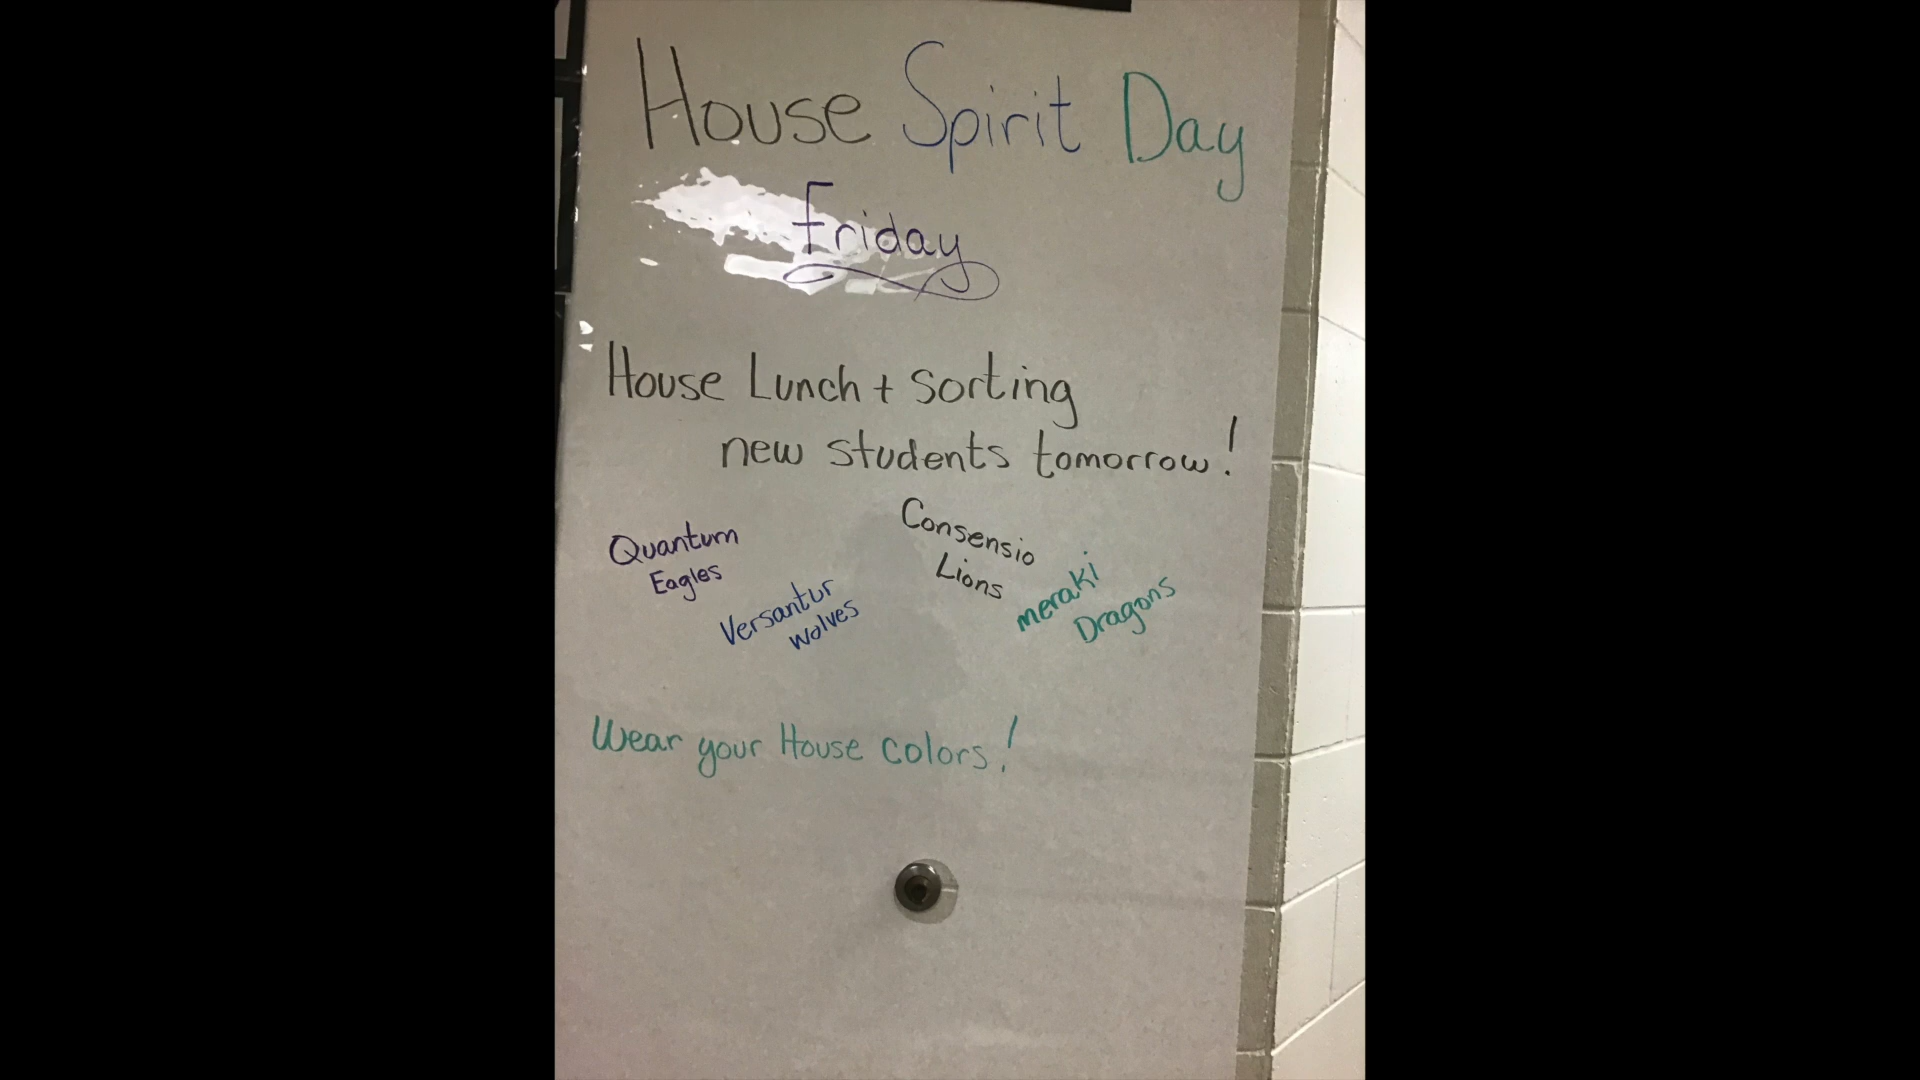 House Spirit Day
Friday
House Lunch + Sorting
new students tomorrow!
Quantum
Eagles
Versantur
Wolves
Consensio
Lions
meraki
Dragons
Wear your House colors!